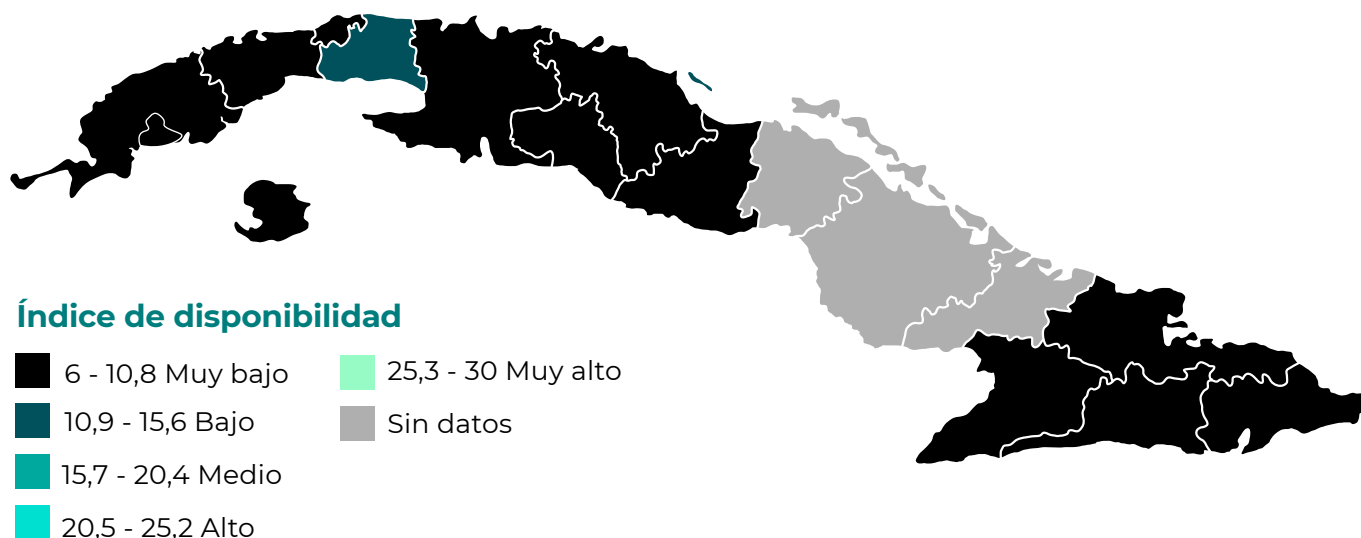 Índice de disponibilidad
6 - 10,8 Muy bajo
10,9 - 15,6 Bajo
15,7 - 20,4 Medio
20,5 - 25,2 Alto
25,3 - 30 Muy alto
Sin datos